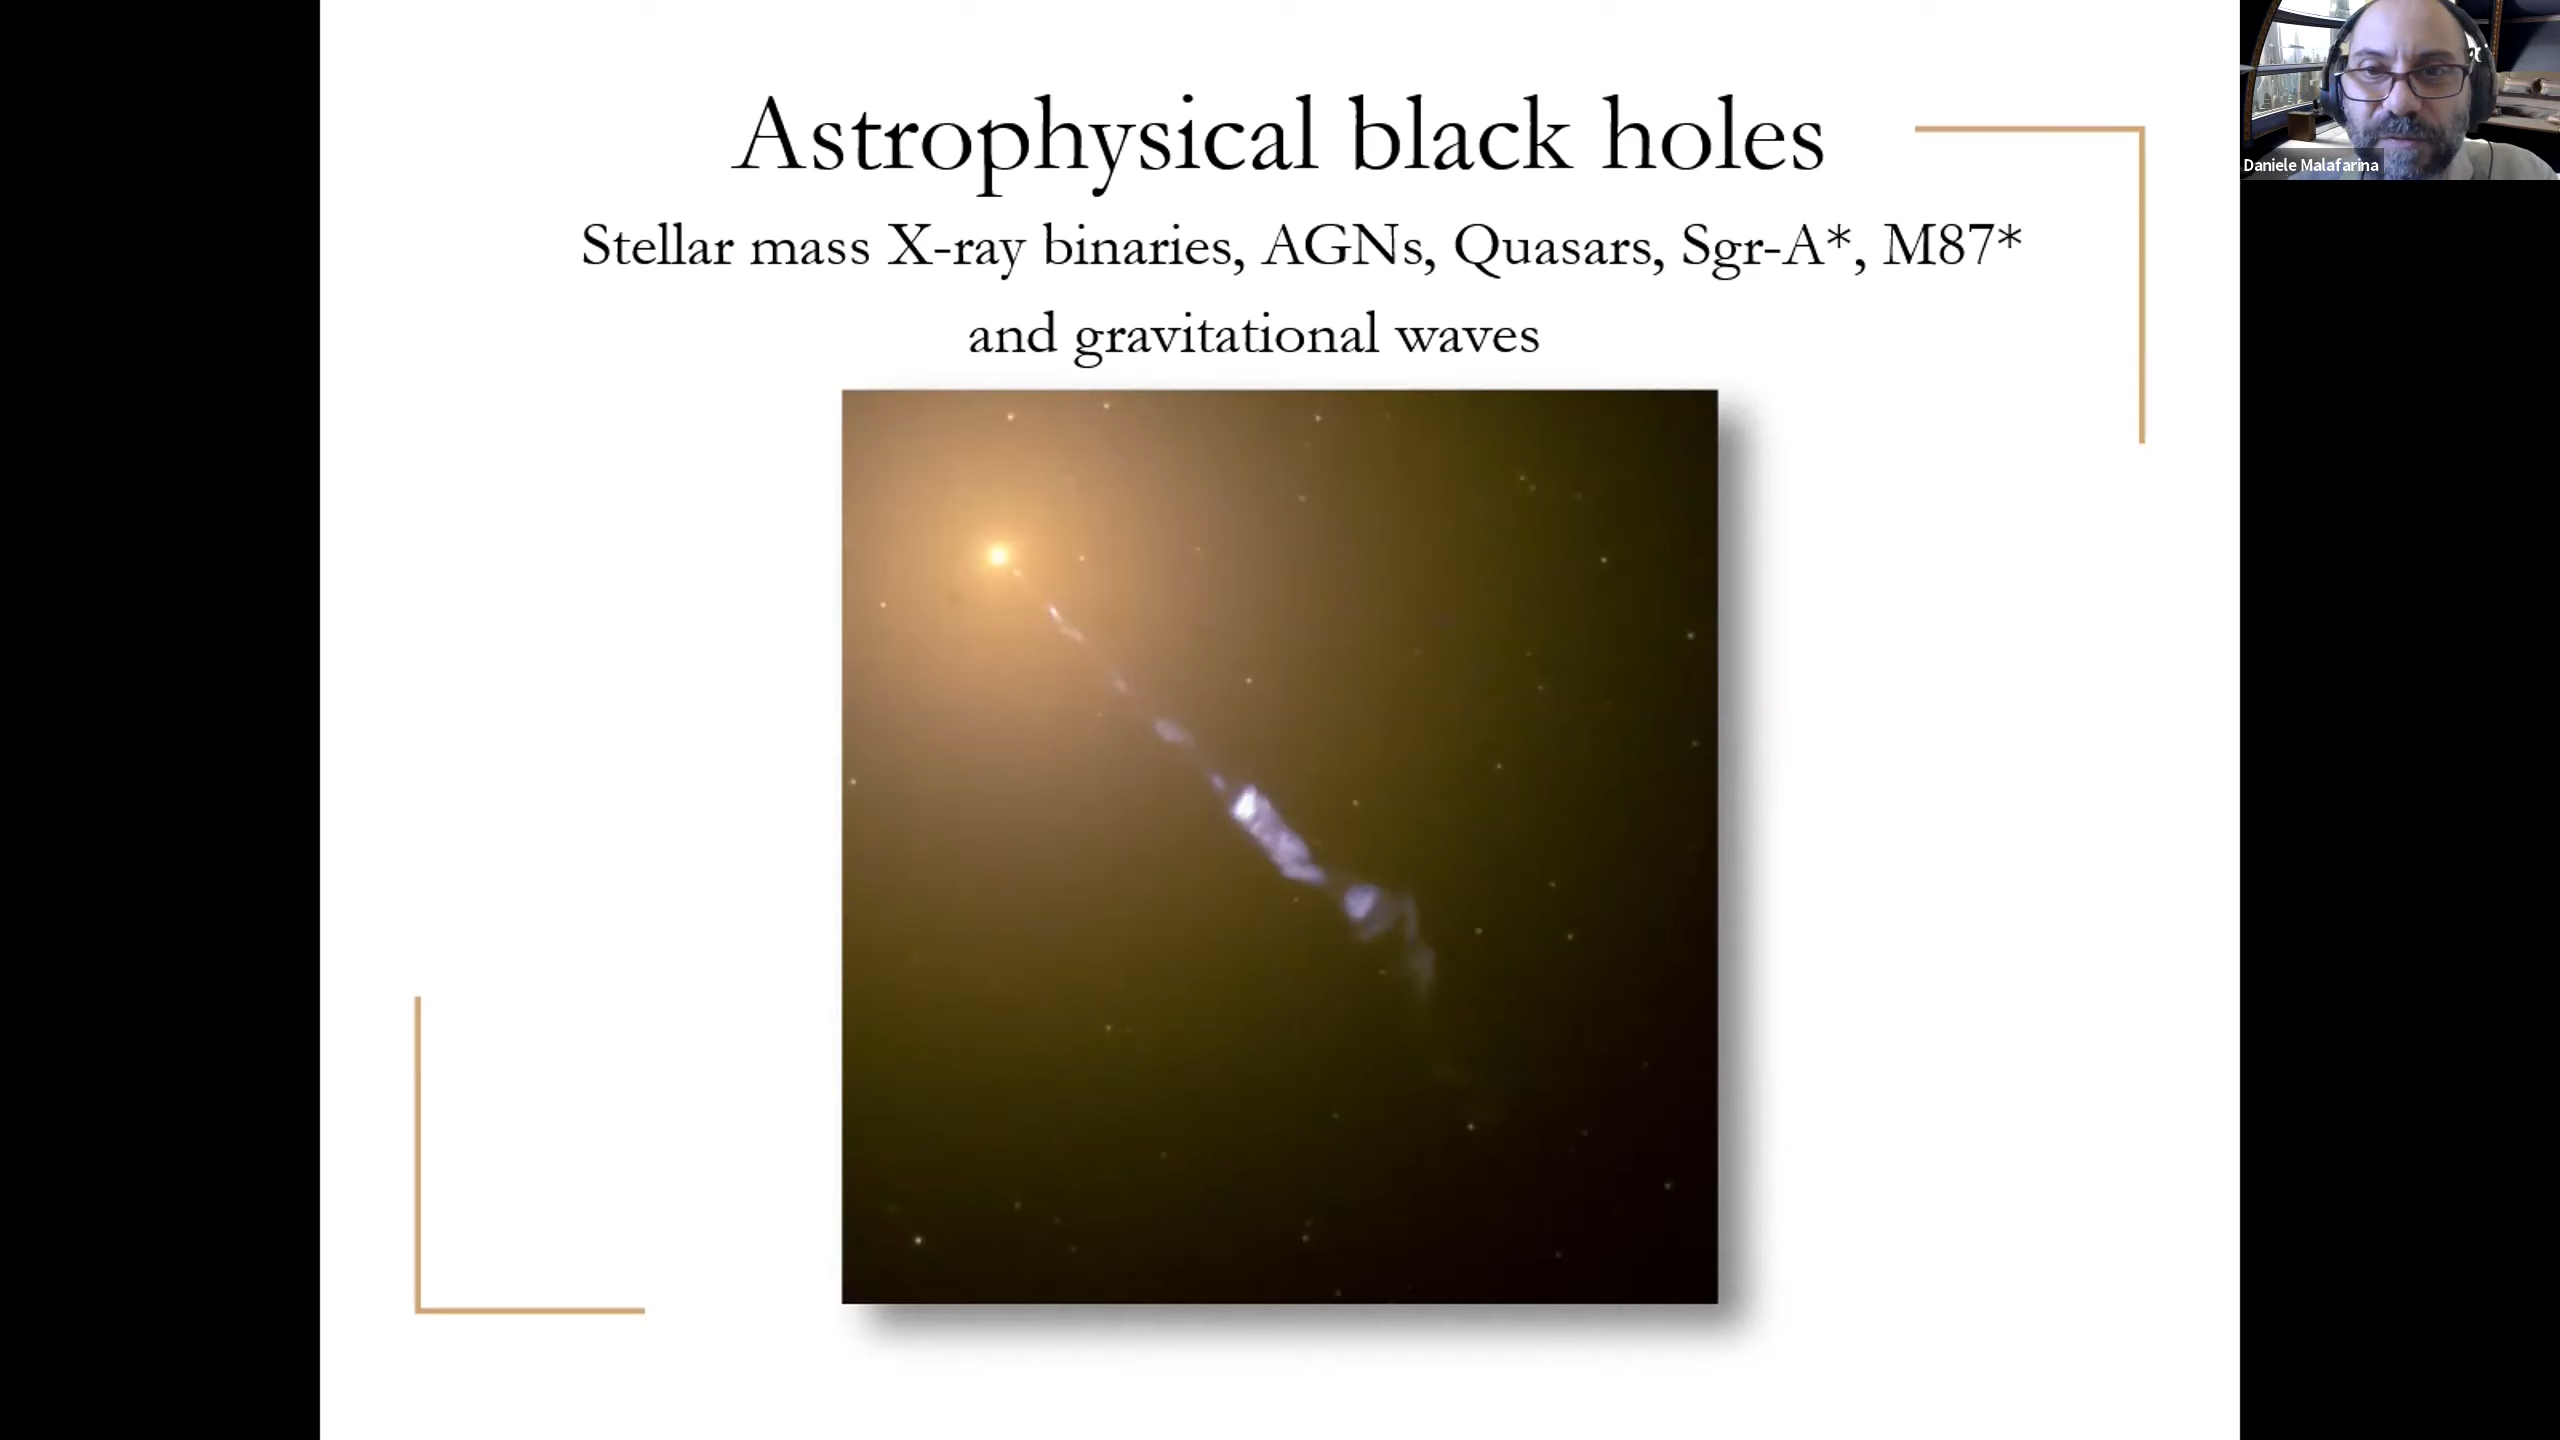 Astrophysical black holes
Stellar mass X-ray binaries, AGNs, Quasars, Sgr-A*, M87*
and gravitational waves
Daniele Malafarina